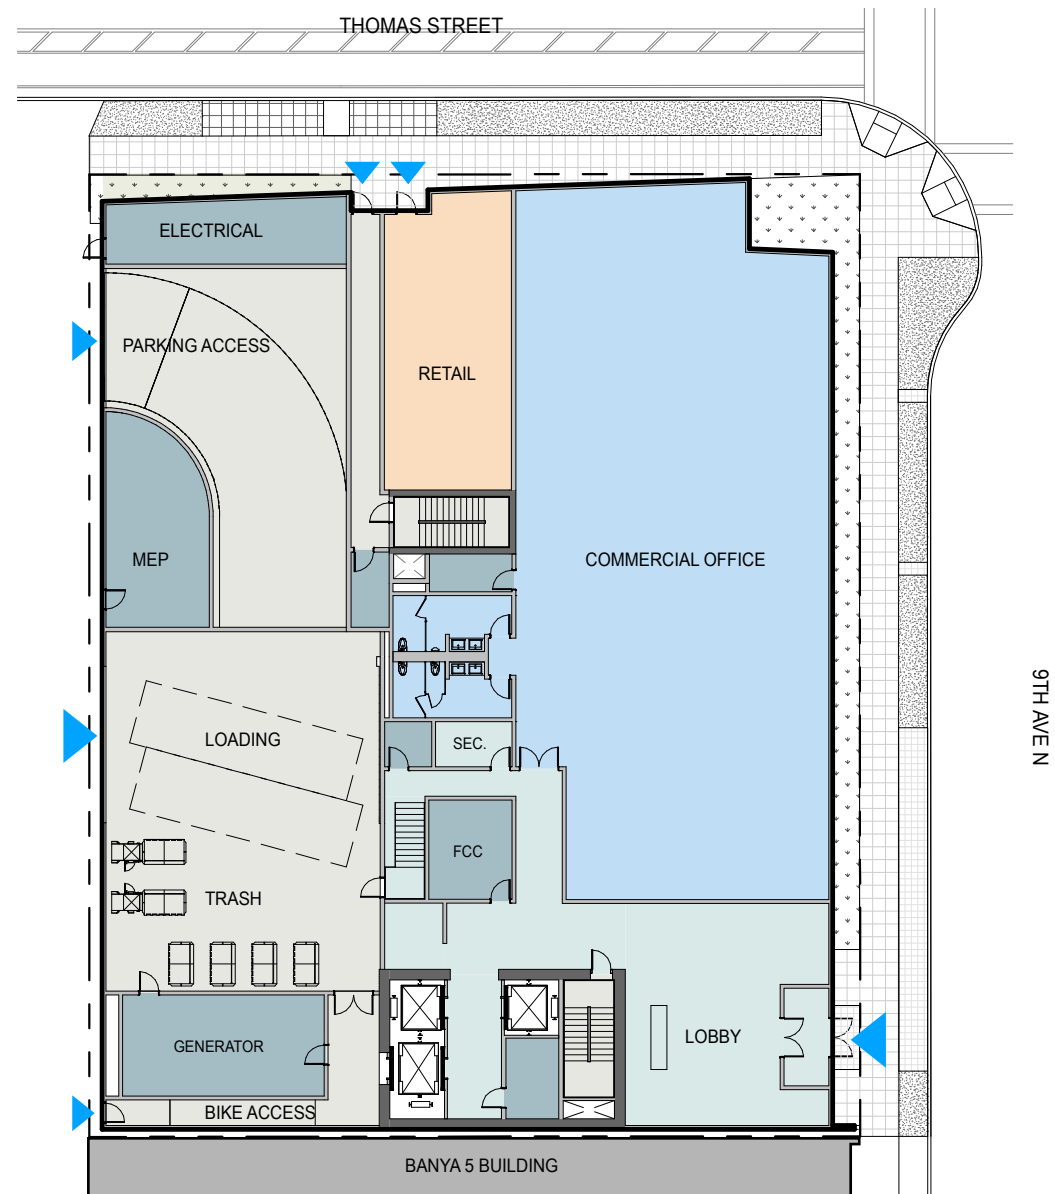 THOMAS STREET
ELECTRICAL
PARKING ACCESS
RETAIL
MEP
COMMERCIAL OFFICE
9TH AVE N
LOADING
SEC.
FCC
TRASH
LOBBY
GENERATOR
BIKE ACCESS
BANYA 5 BUILDING